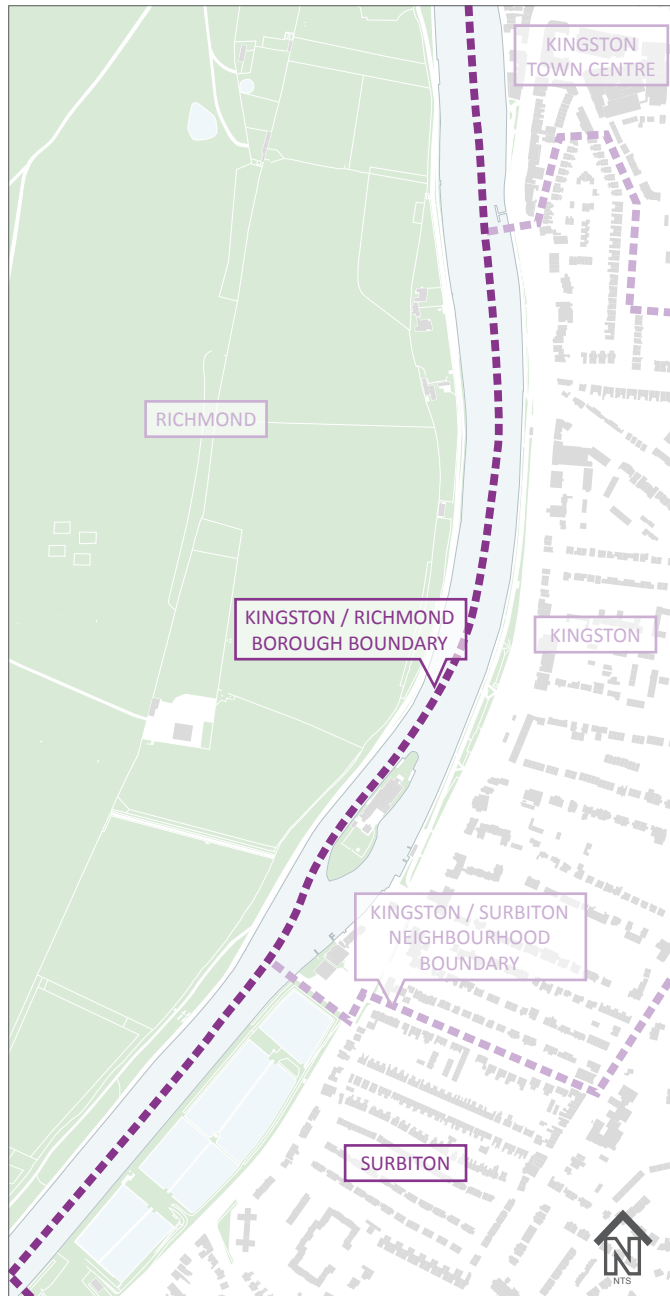 KINGSTON
TOWN CENTRE
RICHMOND
KINGSTON / RICHMOND
BOROUGH BOUNDARY
KINGSTON
KINGSTON / SURBITON
NEIGHBOURHOOD
BOUNDARY
SURBITON
N
NTS